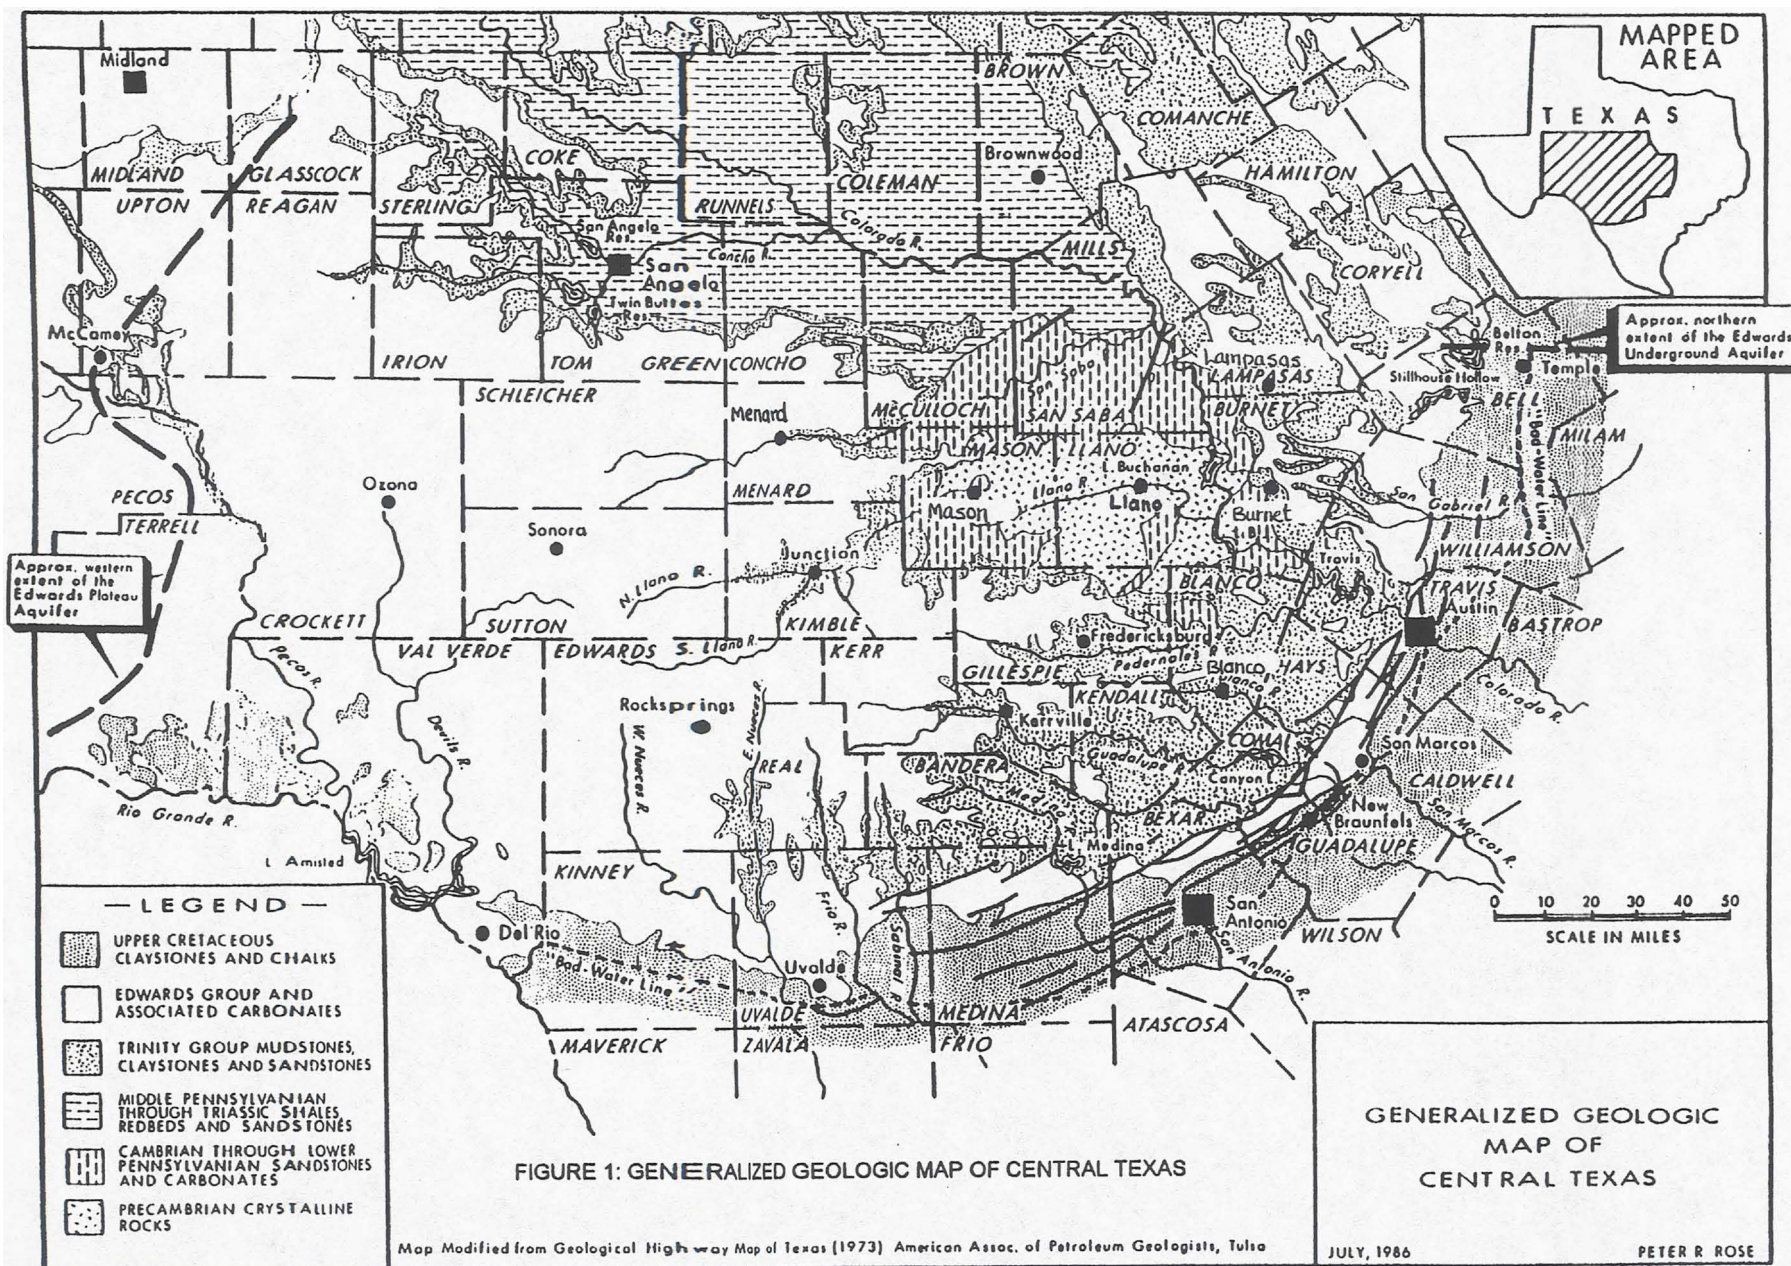 MAPPED
AREA
TEXAS
Midland
MIDLAND
GLASSCOCK
UPTON
REAGAN
STERLING
COKE
RUNNELS
COLEMAN
BROWN
Brownwood
COMANCHE
HAMILTON
MILLS
CORYELL
San Angelo
Res.
San
Angelo
Twin Buttes
Res.
Concho R.
Colorado R.
McCamey
IRION
TOM GREEN
CONCHO
SCHLEICHER
Menard
MENARD
McCULLOCH
San Saba
SAN SABA
Lampasas
LAMPASAS
BURNET
Belton
Res.
Stillhouse Hollow
Temple
BELL
MILAM
"Bad-Water Line"
Approx. northern
extent of the Edwards
Underground Aquifer
MASON
LLANO
L. Buchanan
Llano R.
Mason
Llano
Burnet
L.B.J.
San Gabriel R.
WILLIAMSON
PECOS
TERRELL
Ozona
Sonora
Junction
N. Llano R.
S. Llano R.
Approx. western
extent of the
Edwards Plateau
Aquifer
CROCKETT
SUTTON
KIMBLE
BLANCO
L.
Travis
TRAVIS
Austin
BASTROP
VAL VERDE
EDWARDS
KERR
Fredericksburg
GILLESPIE
Pedernales R.
Blanco
Blanco R.
HAYS
Colorado R.
Pecos R.
Devils R.
Rocksprings
W. Nueces R.
E. Nueces R.
REAL
Kerrville
KENDALL
COMAL
Guadalupe R.
Canyon L.
San Marcos
CALDWELL
BANDERA
Medina R.
BEXAR
L. Medina
New
Braunfels
GUADALUPE
San Marcos R.
Rio Grande R.
L Amistad
KINNEY
Frio R.
Sabinal R.
San
Antonio
San Antonio R.
WILSON
Del Rio
"Bad-Water Line"
Uvalde
UVALDE
MEDINA
ATASCOSA
MAVERICK
ZAVALA
FRIO
0 10 20 30 40 50
SCALE IN MILES
—LEGEND—
UPPER CRETACEOUS
CLAYSTONES AND CHALKS
EDWARDS GROUP AND
ASSOCIATED CARBONATES
TRINITY GROUP MUDSTONES,
CLAYSTONES AND SANDSTONES
MIDDLE PENNSYLVANIAN
THROUGH TRIASSIC SHALES,
REDBEDS AND SANDSTONES
CAMBRIAN THROUGH LOWER
PENNSYLVANIAN SANDSTONES
AND CARBONATES
PRECAMBRIAN CRYSTALLINE
ROCKS
FIGURE 1: GENERALIZED GEOLOGIC MAP OF CENTRAL TEXAS
Map Modified from Geological Highway Map of Texas (1973) American Assoc. of Petroleum Geologists, Tulsa
GENERALIZED GEOLOGIC
MAP OF
CENTRAL TEXAS
JULY, 1986
PETER R ROSE